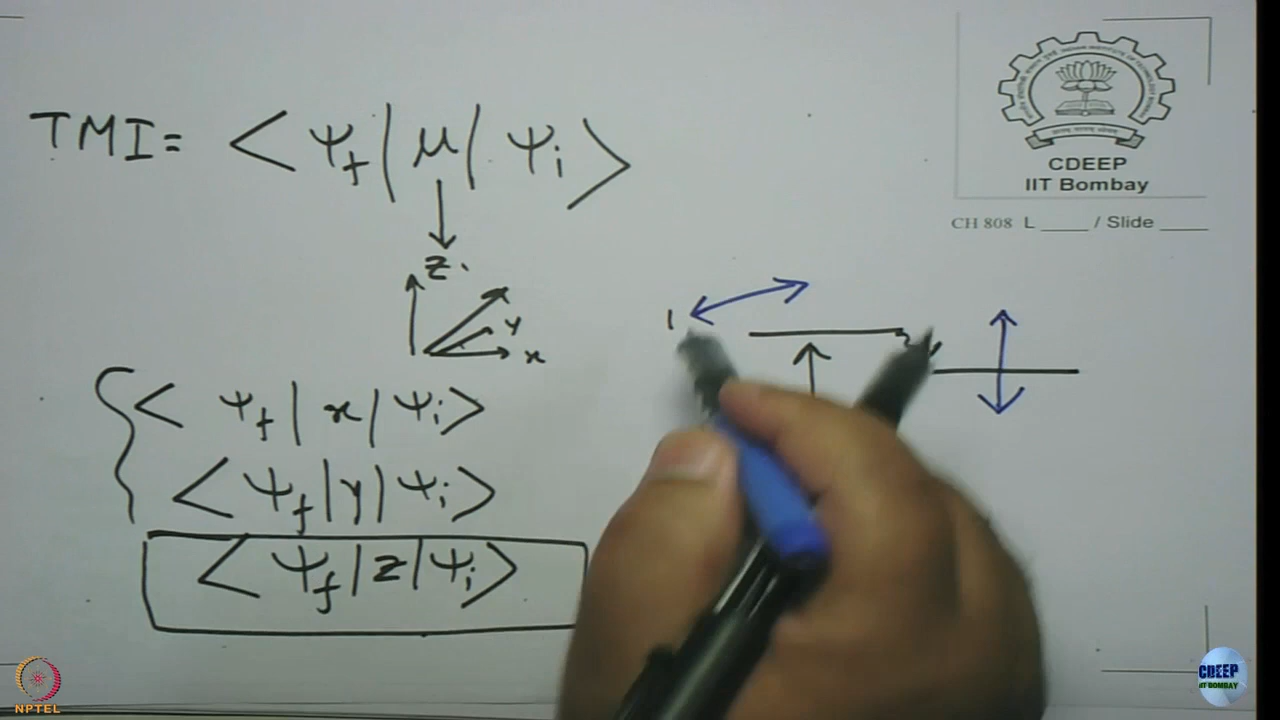 TMI = < Ψf | μ | Ψi >
z.
y
x
< Ψf | x | Ψi >
< Ψf | y | Ψi >
< Ψf | z | Ψi >
CDEEP
IIT Bombay
CH 808 L ____ / Slide ____
NPTEL
CDEEP
IIT BOMBAY